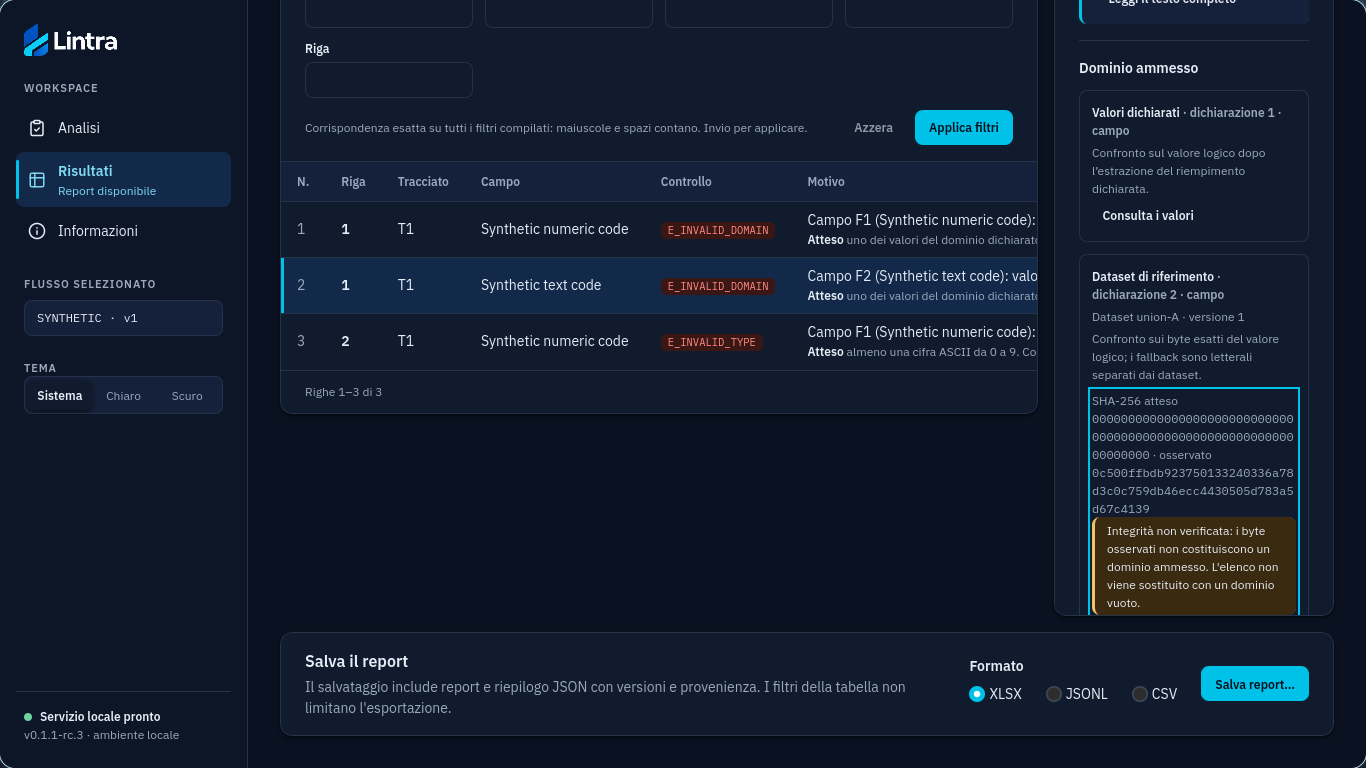 Lintra
WORKSPACE
Analisi
Risultati
Report disponibile
Informazioni
FLUSSO SELEZIONATO
SYNTHETIC · v1
TEMA
Sistema Chiaro Scuro
Servizio locale pronto
v0.1.1-rc.3 · ambiente locale
Riga
Corrispondenza esatta su tutti i filtri compilati: maiuscole e spazi contano. Invio per applicare.
Azzera
Applica filtri
N. Riga Tracciato Campo Controllo Motivo
1 1 T1 Synthetic numeric code E_INVALID_DOMAIN Campo F1 (Synthetic numeric code):
Atteso uno dei valori del dominio dichiarato
2 1 T1 Synthetic text code E_INVALID_DOMAIN Campo F2 (Synthetic text code): valo
Atteso uno dei valori del dominio dichiarato
3 2 T1 Synthetic numeric code E_INVALID_TYPE Campo F1 (Synthetic numeric code):
Atteso almeno una cifra ASCII da 0 a 9. Co
Righe 1–3 di 3
Leggi il testo completo
Dominio ammesso
Valori dichiarati · dichiarazione 1 ·
campo
Confronto sul valore logico dopo
l'estrazione del riempimento
dichiarata.
Consulta i valori
Dataset di riferimento ·
dichiarazione 2 · campo
Dataset union-A · versione 1
Confronto sui byte esatti del valore
logico; i fallback sono letterali
separati dai dataset.
SHA-256 atteso
0000000000000000000000000000
0000000000000000000000000000
00000000 · osservato
0c500ffbdb923750133240336a78
d3c0c759db46ecc4430505d783a5
d67c4139
Integrità non verificata: i byte
osservati non costituiscono un
dominio ammesso. L'elenco non
viene sostituito con un dominio
vuoto.
Salva il report
Il salvataggio include report e riepilogo JSON con versioni e provenienza. I filtri della tabella non
limitano l'esportazione.
Formato
XLSX JSONL CSV
Salva report…